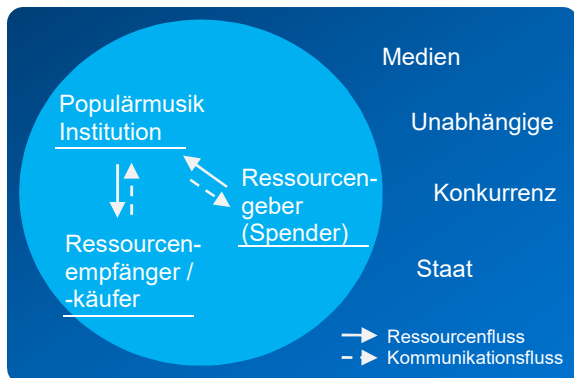 Medien
Populärmusik
Institution
Unabhängige
Ressourcen-
geber
(Spender)
Konkurrenz
Ressourcen-
empfänger /
-käufer
Staat
Ressourcenfluss
Kommunikationsfluss